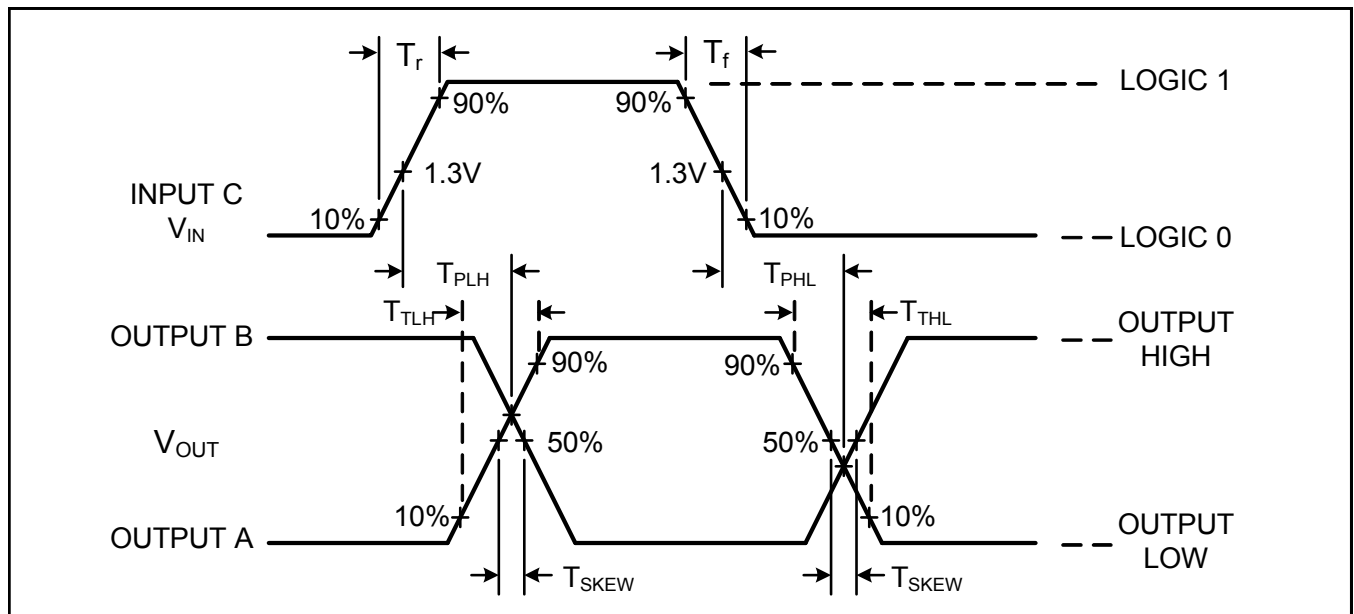 Tr
Tf
90%
90%
LOGIC 1
1.3V
1.3V
INPUT C
VIN
10%
10%
LOGIC 0
TPLH
TPHL
TTLH
TTHL
OUTPUT B
OUTPUT
HIGH
90%
90%
VOUT
50%
50%
10%
10%
OUTPUT A
OUTPUT
LOW
TSKEW
TSKEW